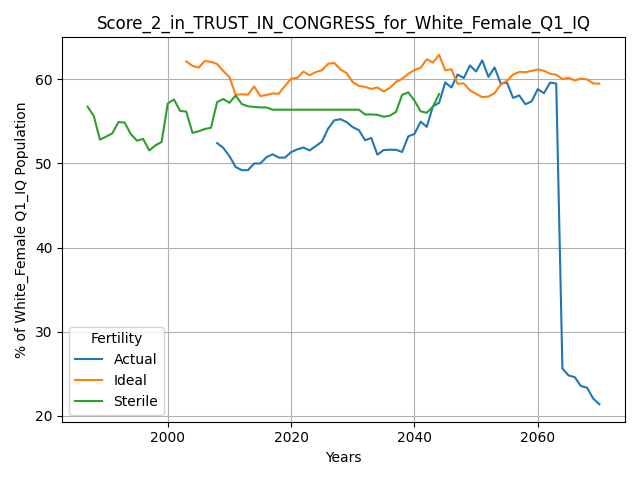 Score_2_in_TRUST_IN_CONGRESS_for_White_Female_Q1_IQ
% of White_Female Q1_IQ Population
60
50
40
30
20
Fertility
Actual
Ideal
Sterile
2000
2020
2040
2060
Years